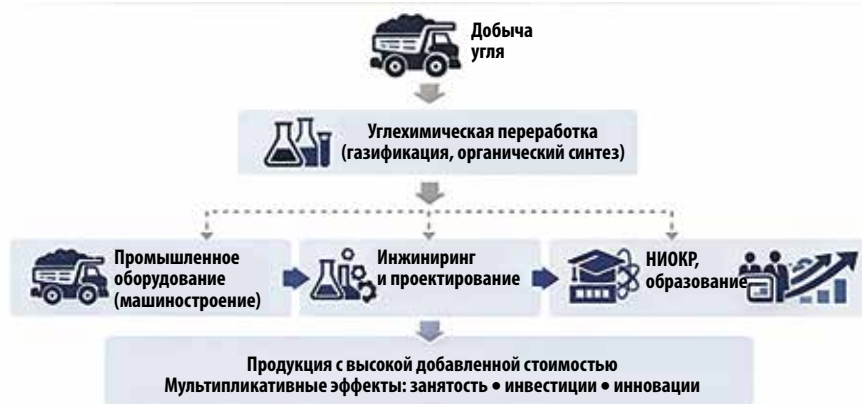 Добыча
угля
Углехимическая переработка
(газификация, органический синтез)
Промышленное
оборудование
(машиностроение)
Инжиниринг
и проектирование
НИОКР,
образование
Продукция с высокой добавленной стоимостью
Мультипликативные эффекты: занятость • инвестиции • инновации